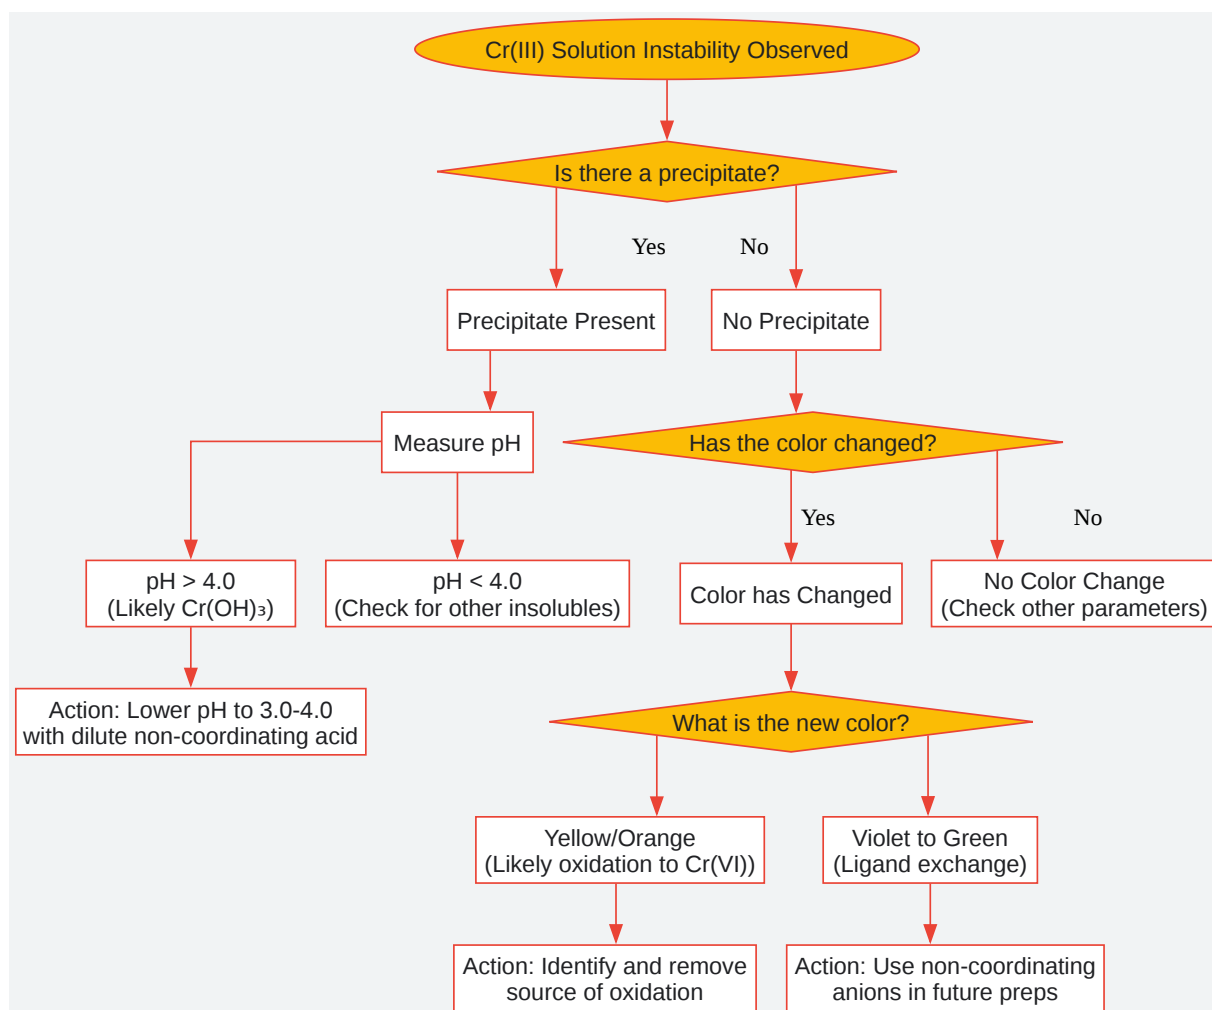 Cr(III) Solution Instability Observed
Is there a precipitate?
Yes
No
Precipitate Present
No Precipitate
Measure pH
Has the color changed?
Yes
No
pH > 4.0
(Likely Cr(OH)₃)
pH < 4.0
(Check for other insolubles)
Color has Changed
No Color Change
(Check other parameters)
Action: Lower pH to 3.0-4.0
with dilute non-coordinating acid
What is the new color?
Yellow/Orange
(Likely oxidation to Cr(VI))
Violet to Green
(Ligand exchange)
Action: Identify and remove
source of oxidation
Action: Use non-coordinating
anions in future preps